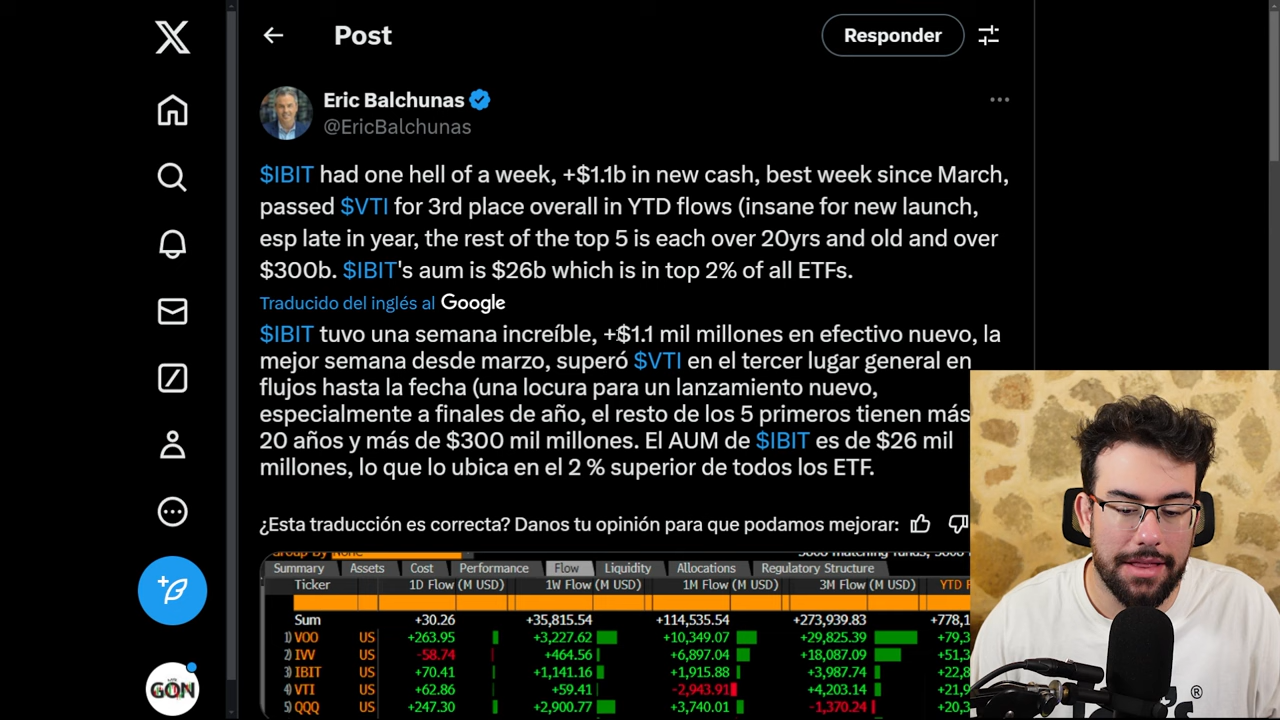 Post
Responder
Eric Balchunas
@EricBalchunas
$IBIT had one hell of a week, +$1.1b in new cash, best week since March,
passed $VTI for 3rd place overall in YTD flows (insane for new launch,
esp late in year, the rest of the top 5 is each over 20yrs and old and over
$300b. $IBIT's aum is $26b which is in top 2% of all ETFs.
Traducido del inglés al Google
$IBIT tuvo una semana increíble, +$1.1 mil millones en efectivo nuevo, la
mejor semana desde marzo, superó $VTI en el tercer lugar general en
flujos hasta la fecha (una locura para un lanzamiento nuevo,
especialmente a finales de año, el resto de los 5 primeros tienen más
20 años y más de $300 mil millones. El AUM de $IBIT es de $26 mil
millones, lo que lo ubica en el 2 % superior de todos los ETF.
¿Esta traducción es correcta? Danos tu opinión para que podamos mejorar:
Summary Assets Cost Performance Flow Liquidity Allocations Regulatory Structure
Ticker 1D Flow (M USD) 1W Flow (M USD) 1M Flow (M USD) 3M Flow (M USD) YTD F
Sum +30.26 +35,815.54 +114,535.54 +273,939.83 +778,1
1) VOO US +263.95 +3,227.62 +10,349.07 +29,825.39 +79,3
2) IVV US -58.74 +464.56 +6,897.04 +18,087.09 +51,3
3) IBIT US +70.41 +1,141.16 +1,915.88 +3,987.74 +22,8
4) VTI US +62.86 +59.41 -2,943.91 +4,203.14 +21,9
5) QQQ US +247.30 +2,900.77 +3,740.01 -1,370.24 +20,3
GON